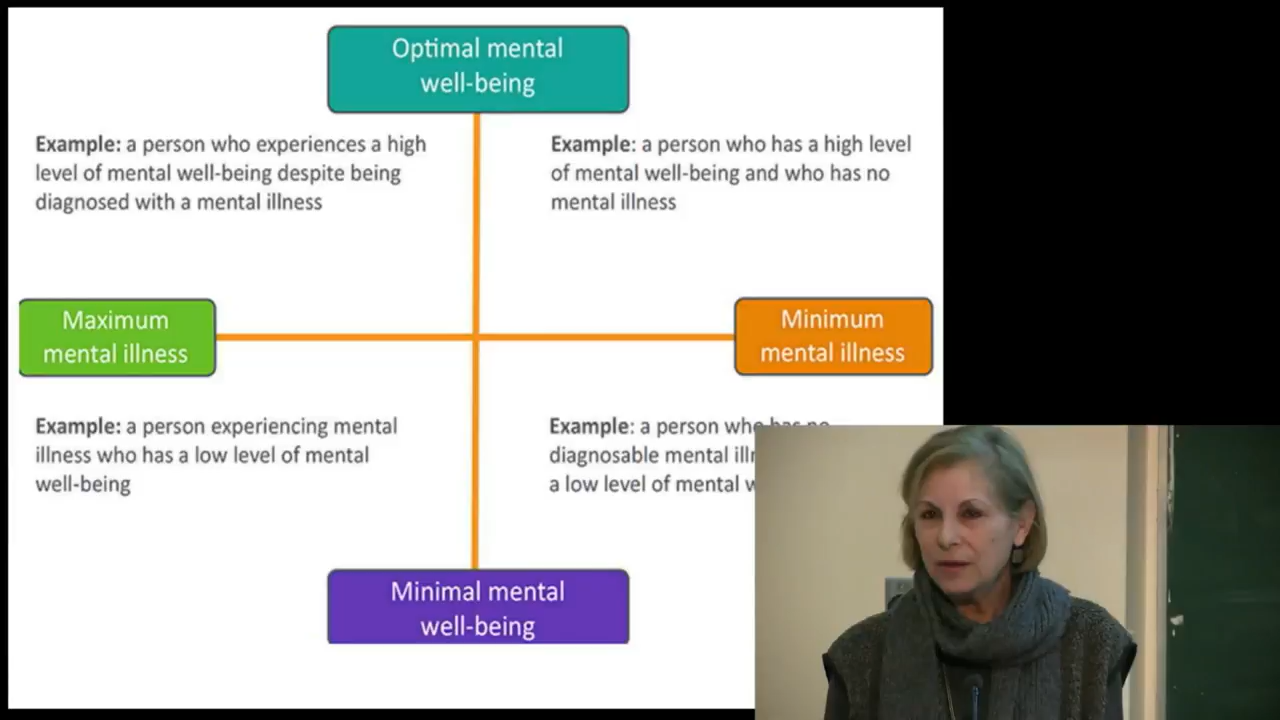 Optimal mental
well-being
Example: a person who experiences a high
level of mental well-being despite being
diagnosed with a mental illness
Example: a person who has a high level
of mental well-being and who has no
mental illness
Maximum
mental illness
Minimum
mental illness
Example: a person experiencing mental
illness who has a low level of mental
well-being
Example: a person who has no
diagnosable mental
a low level of mental
Minimal mental
well-being